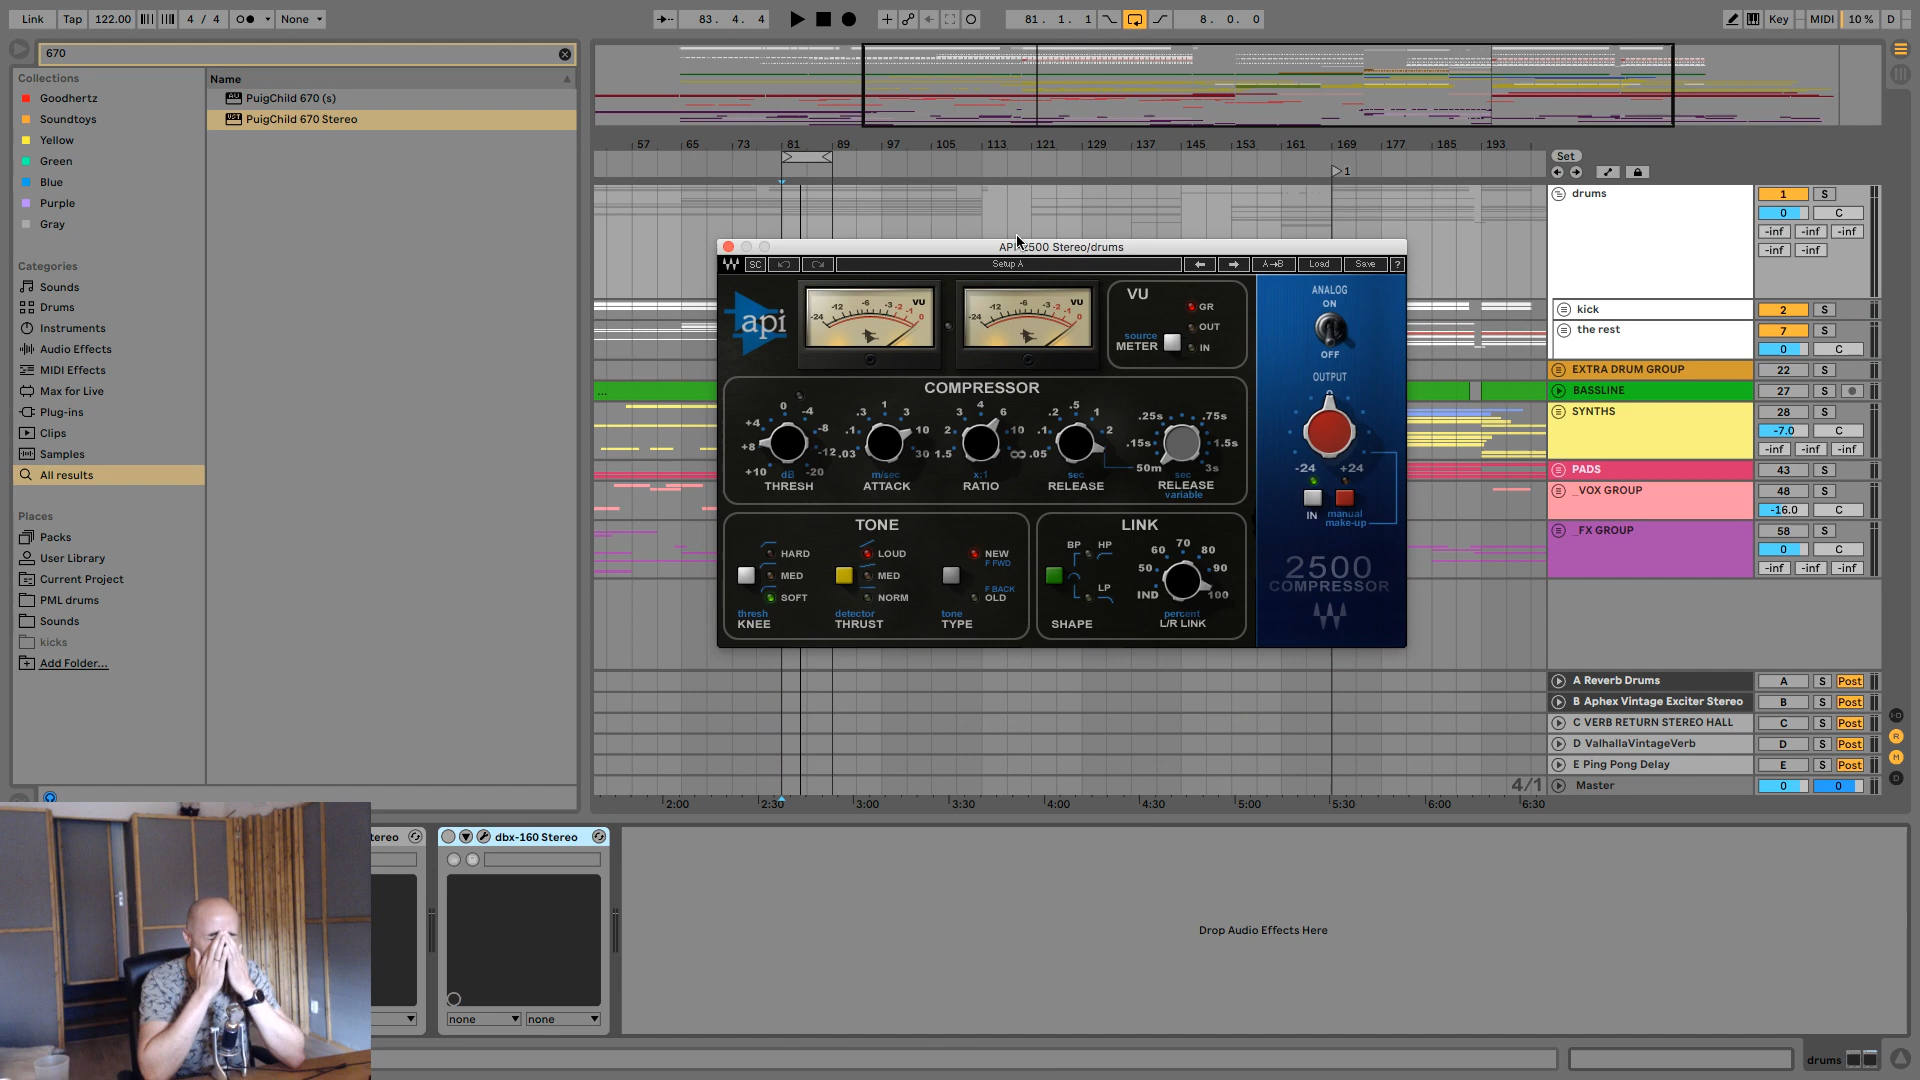 Link Tap 122.00 4 / 4 None 83. 4. 4 81. 1. 1 8. 0. 0 Key MIDI 10 % D
670
Collections Name
Goodhertz PuigChild 670 (s)
Soundtoys PuigChild 670 Stereo
Yellow
Green
Blue
Purple
Gray
Categories
Sounds
Drums
Instruments
Audio Effects
MIDI Effects
Max for Live
Plug-ins
Clips
Samples
All results
Places
Packs
User Library
Current Project
PML drums
Sounds
kicks
Add Folder...
57 65 73 81 89 97 105 113 121 129 137 145 153 161 169 177 185 193
Set
1
drums 1 S
0 C
-inf -inf -inf
-inf -inf
kick 2 S
the rest 7 S
0 C
EXTRA DRUM GROUP 22 S
... BASSLINE 27 S
SYNTHS 28 S
-7.0 C
-inf -inf -inf
PADS 43 S
_VOX GROUP 48 S
-16.0 C
_FX GROUP 58 S
0 C
-inf -inf -inf
A Reverb Drums A S Post
B Aphex Vintage Exciter Stereo B S Post
C VERB RETURN STEREO HALL C S Post
D ValhallaVintageVerb D S Post
E Ping Pong Delay E S Post
4/1 Master 0 0
2:00 2:30 3:00 3:30 4:00 4:30 5:00 5:30 6:00 6:30
API-2500 Stereo/drums
SC Setup A A→B Load Save ?
api
-24 -12 -6 -3 -2 -1 0 VU
-24 -12 -6 -3 -2 -1 0 VU
VU
GR
OUT
IN
source
METER
ANALOG
ON
OFF
OUTPUT
0
-24 +24
IN
manual
make-up
2500
COMPRESSOR
COMPRESSOR
+10 +8 +4 0 -4 -8 -12 -20
dB
THRESH
.03 .1 .3 1 3 10 30
m/sec
ATTACK
1.5 2 3 4 6 10 ∞
x:1
RATIO
.05 .1 .2 .5 1 2
sec
RELEASE
50m .15s .25s .75s 1.5s 3s
sec
RELEASE
variable
TONE
HARD
MED
SOFT
thresh
KNEE
LOUD
MED
NORM
detector
THRUST
NEW
F FWD
F BACK
OLD
tone
TYPE
LINK
BP HP
LP
SHAPE
IND 50 60 70 80 90 100
percent
L/R LINK
tereo dbx-160 Stereo
none none
Drop Audio Effects Here
drums